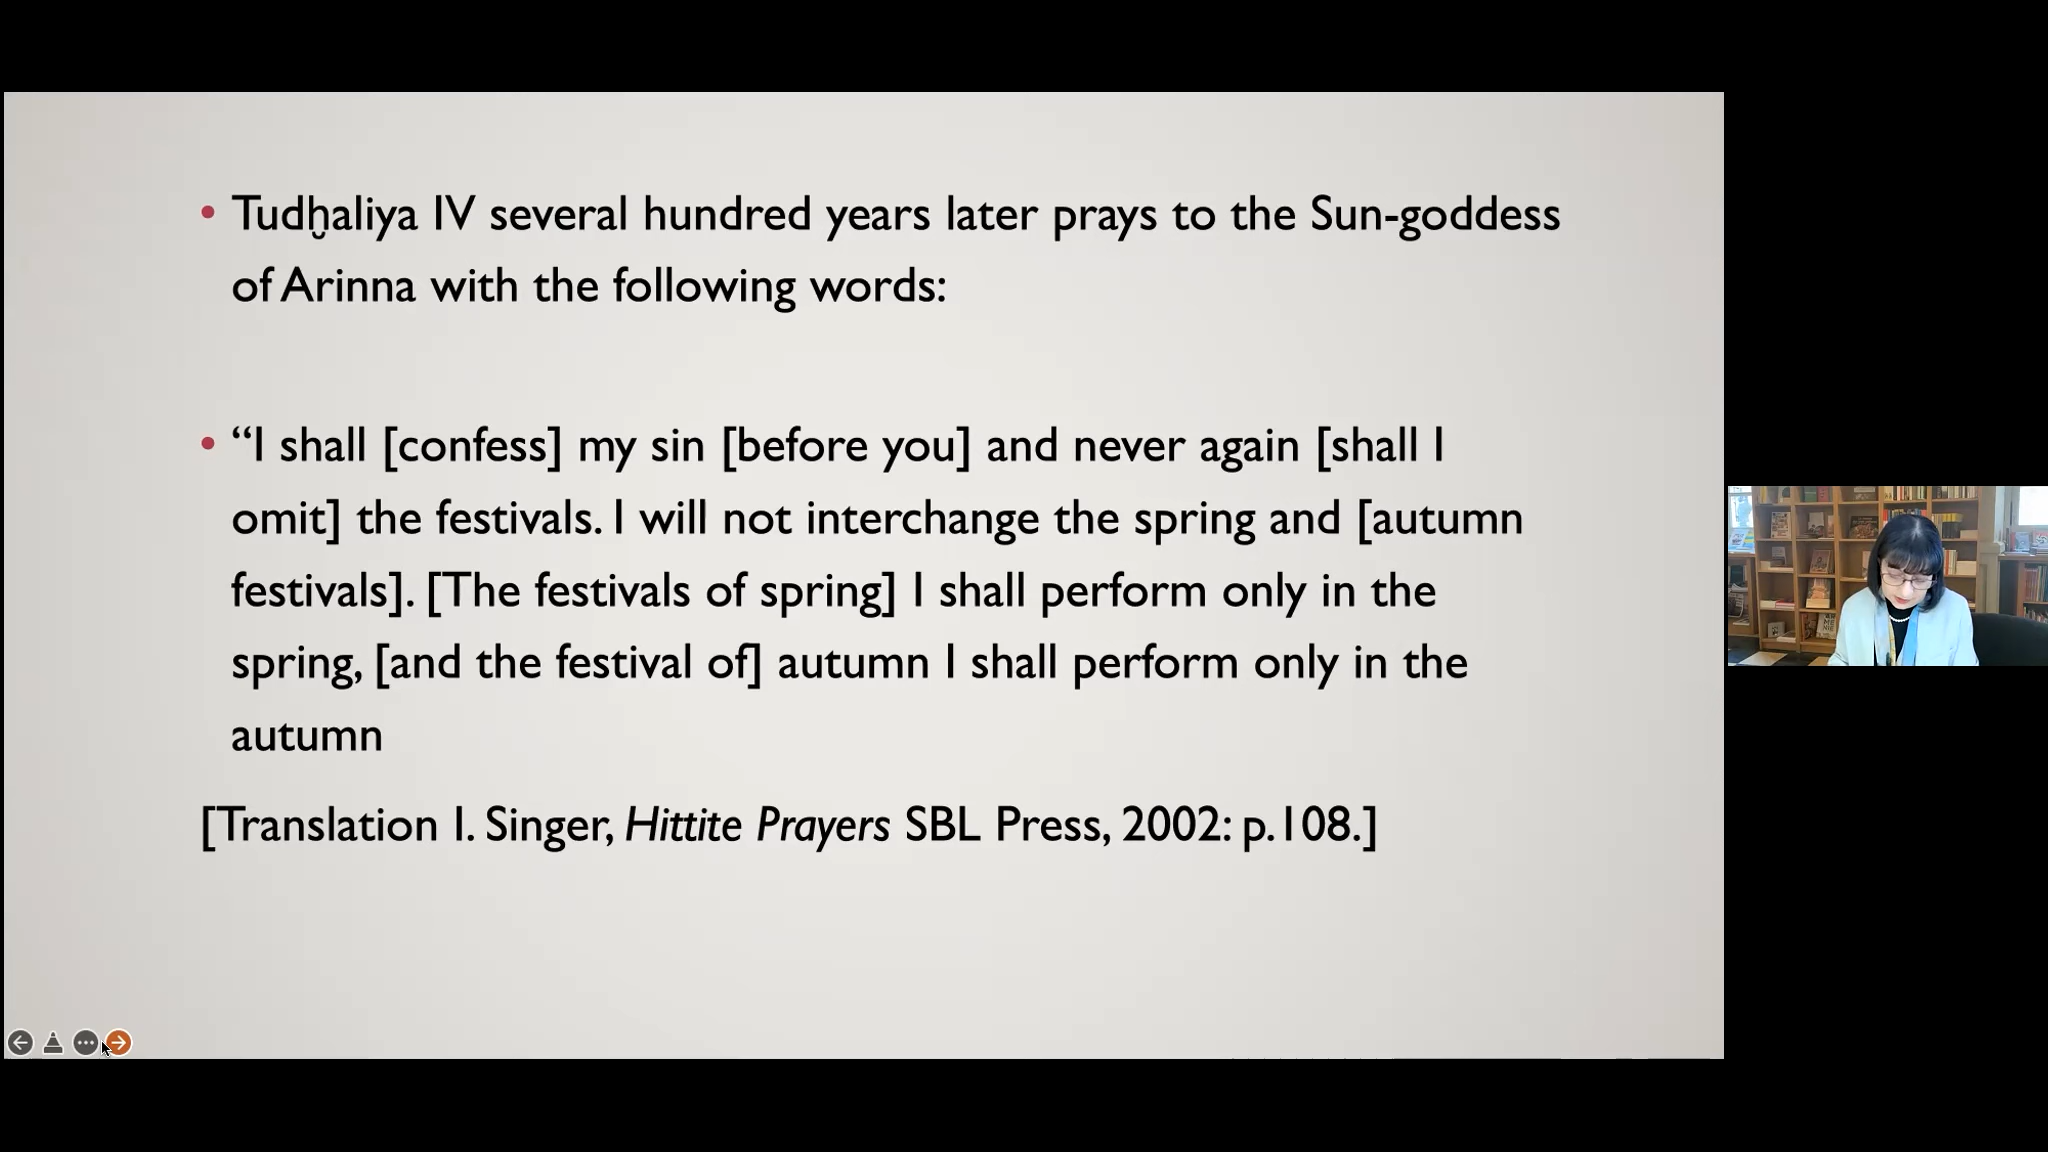 • Tudḫaliya IV several hundred years later prays to the Sun-goddess
of Arinna with the following words:
• “I shall [confess] my sin [before you] and never again [shall I
omit] the festivals. I will not interchange the spring and [autumn
festivals]. [The festivals of spring] I shall perform only in the
spring, [and the festival of] autumn I shall perform only in the
autumn
[Translation I. Singer, Hittite Prayers SBL Press, 2002: p.108.]